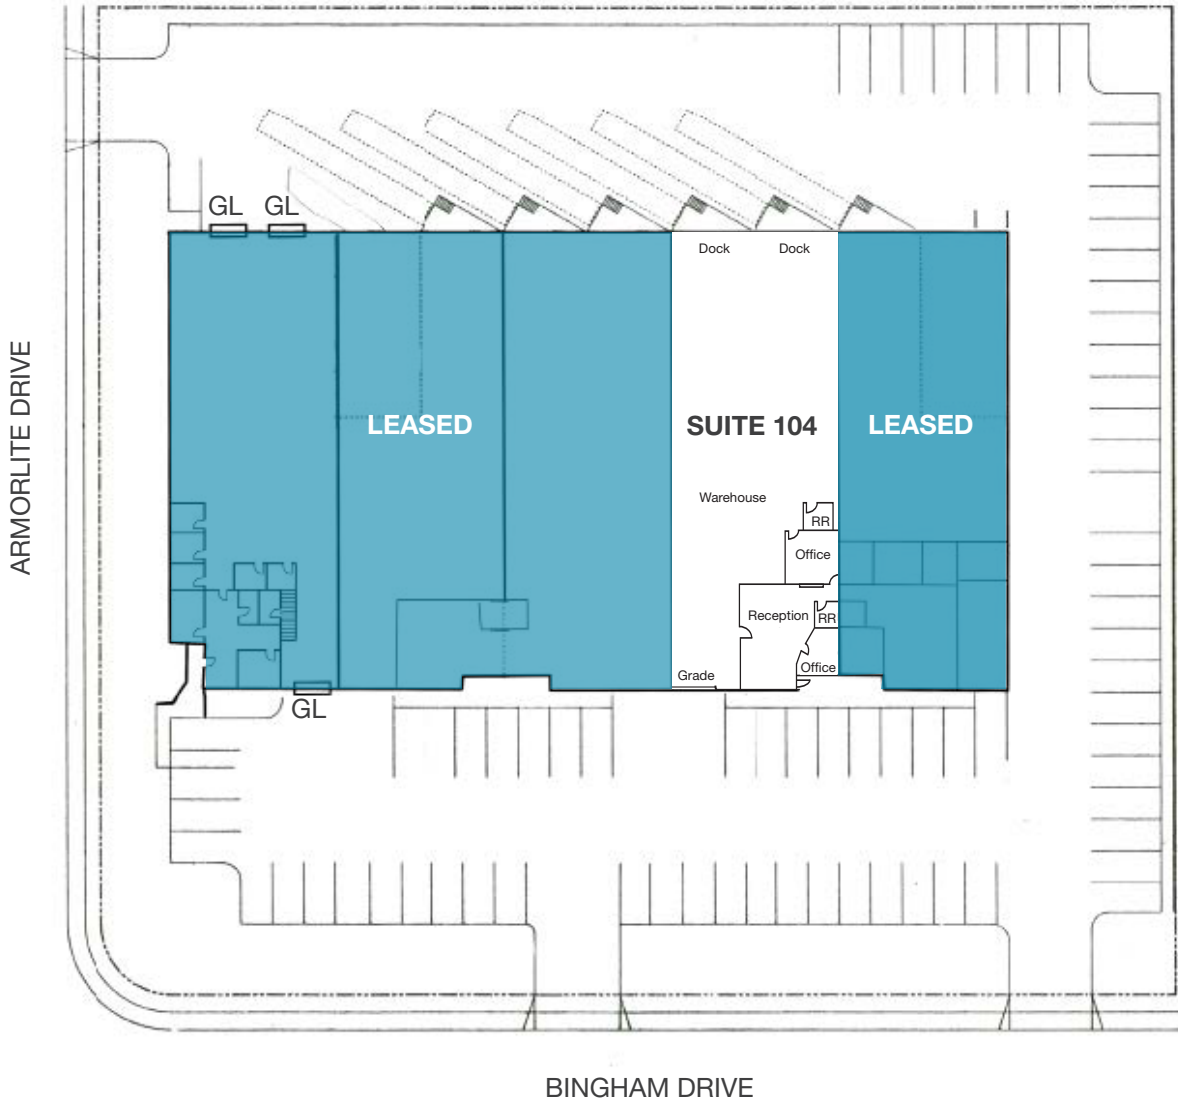 GL GL
Dock Dock
ARMORLITE DRIVE
LEASED
SUITE 104
LEASED
Warehouse
RR
Office
Reception
RR
Office
Grade
GL
BINGHAM DRIVE